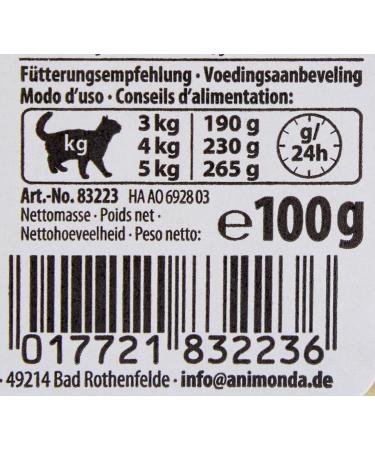 Fütterungsempfehlung · Voedingsaanbeveling
Modo d’uso · Conseils d’alimentation:
kg 3 kg 190 g g/
4 kg 230 g 24h
5 kg 265 g
Art.-No. 83223 HA AO 6928 03
Nettomasse · Poids net ·
Nettohoeveelheid · Peso netto: ℮100g
017721 832236
· 49214 Bad Rothenfelde · info@animonda.de